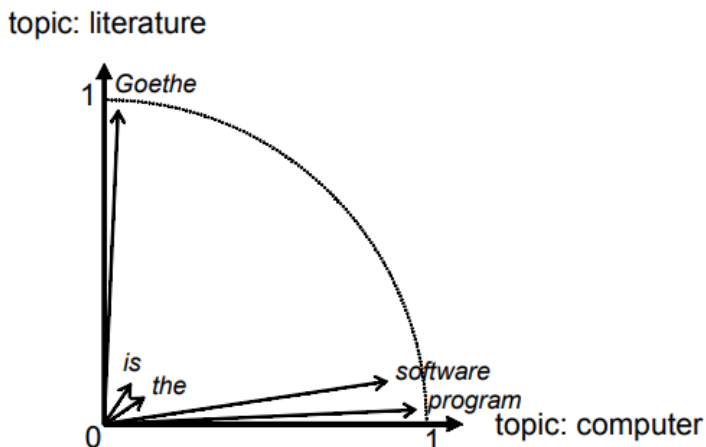 topic: literature
Goethe
1
is
the
software
program
0
1
topic: computer